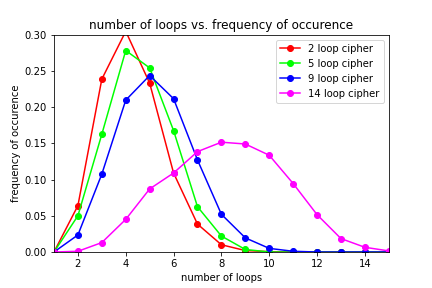 number of loops vs. frequency of occurence
frequency of occurence
0.30
0.25
0.20
0.15
0.10
0.05
0.00
2 loop cipher
5 loop cipher
9 loop cipher
14 loop cipher
2 4 6 8 10 12 14
number of loops